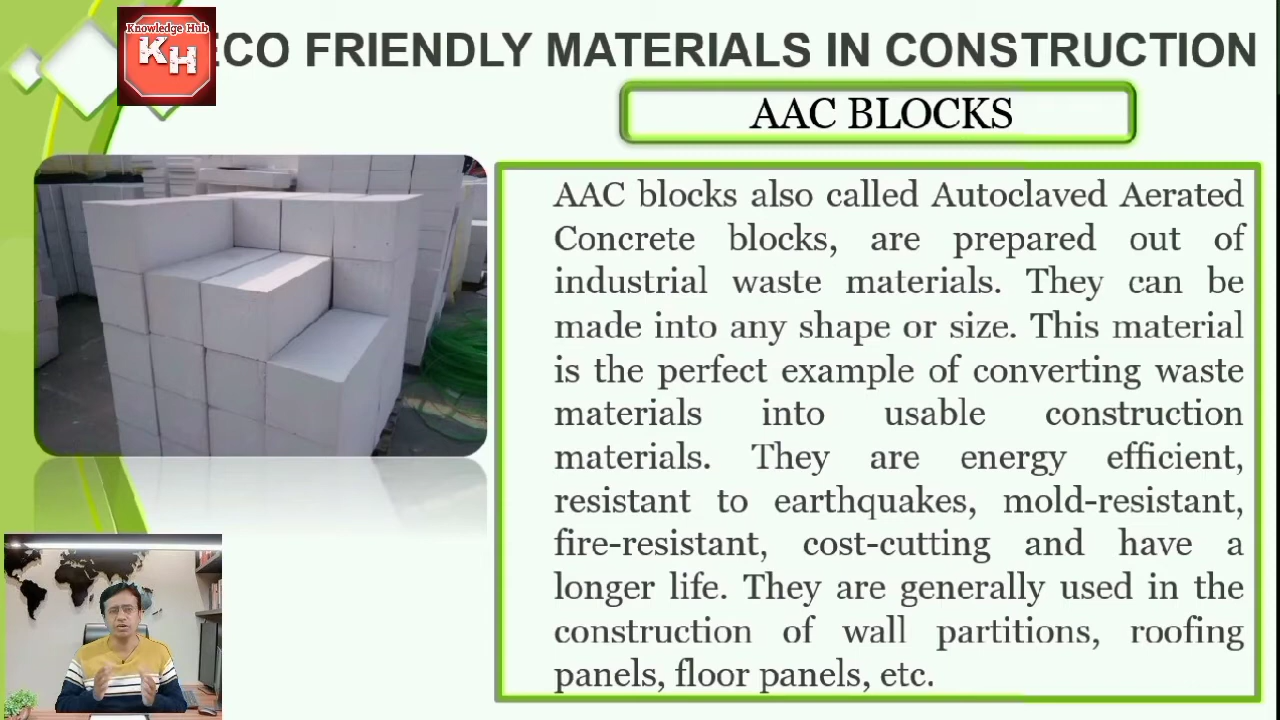 Knowledge Hub
KH
ECO FRIENDLY MATERIALS IN CONSTRUCTION
AAC BLOCKS
AAC blocks also called Autoclaved Aerated
Concrete blocks, are prepared out of
industrial waste materials. They can be
made into any shape or size. This material
is the perfect example of converting waste
materials into usable construction
materials. They are energy efficient,
resistant to earthquakes, mold-resistant,
fire-resistant, cost-cutting and have a
longer life. They are generally used in the
construction of wall partitions, roofing
panels, floor panels, etc.